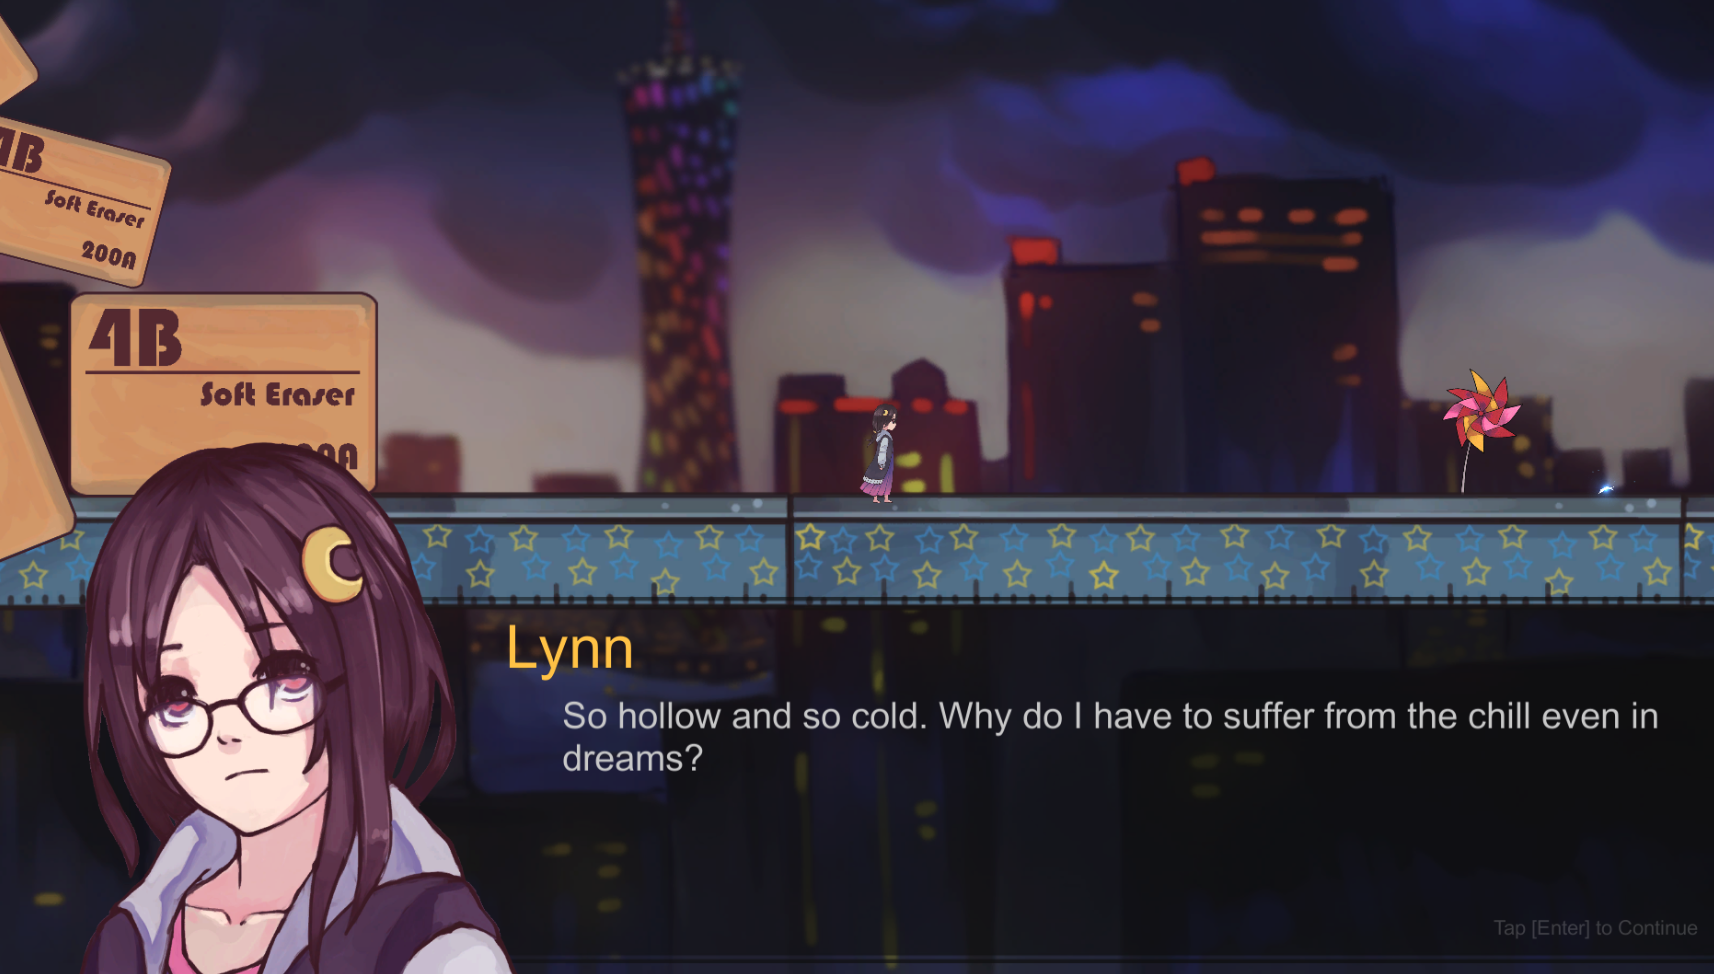 4B
Soft Eraser
200A
4B
Soft Eraser
Lynn
So hollow and so cold. Why do I have to suffer from the chill even in
dreams?
Tap [Enter] to Continue